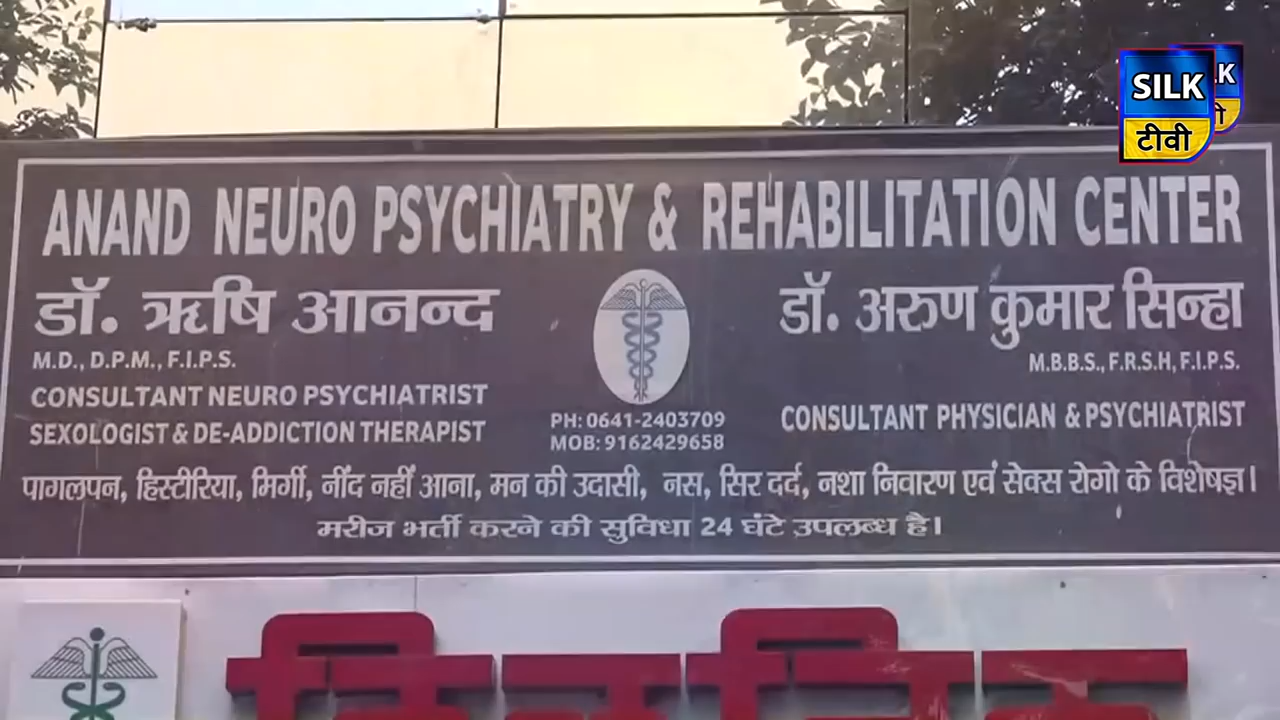 SILK
टीवी
ANAND NEURO PSYCHIATRY & REHABILITATION CENTER
डॉ. ऋषि आनन्द
M.D., D.P.M., F.I.P.S.
CONSULTANT NEURO PSYCHIATRIST
SEXOLOGIST & DE-ADDICTION THERAPIST
PH: 0641-2403709
MOB: 9162429658
डॉ. अरुण कुमार सिन्हा
M.B.B.S., F.R.S.H, F.I.P.S.
CONSULTANT PHYSICIAN & PSYCHIATRIST
पागलपन, हिस्टीरिया, मिर्गी, नींद नहीं आना, मन की उदासी, नस, सिर दर्द, नशा निवारण एवं सेक्स रोगो के विशेषज्ञ।
मरीज भर्ती करने की सुविधा 24 घंटे उपलब्ध है।